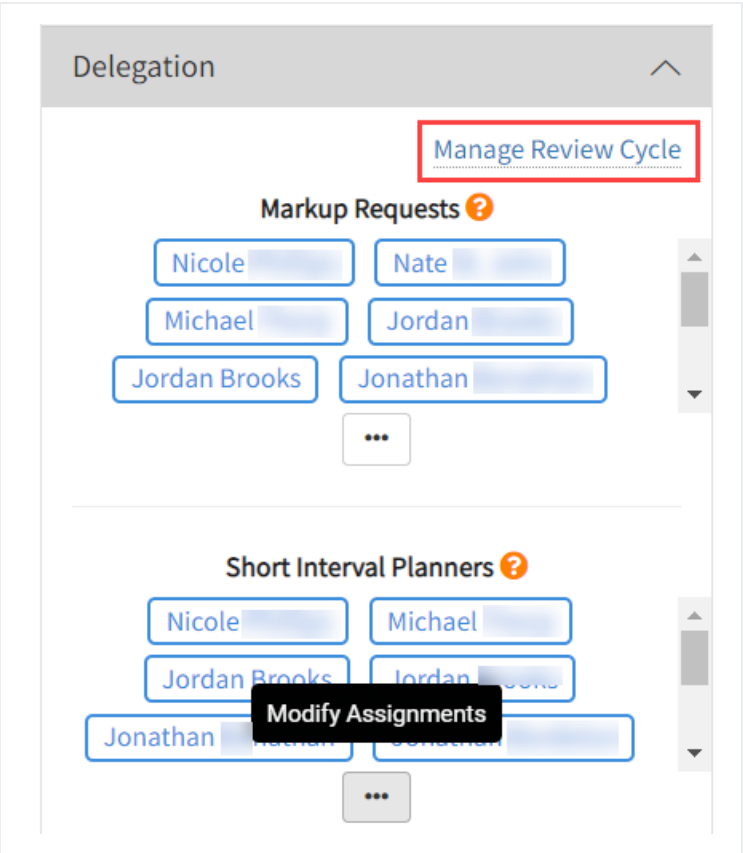 Delegation
Manage Review Cycle
Markup Requests ?
Nicole Nate
Michael Jordan
Jordan Brooks Jonathan
•••
Short Interval Planners ?
Nicole Michael
Jordan Brooks Jordan
Modify Assignments
Jonathan Jonathan
•••